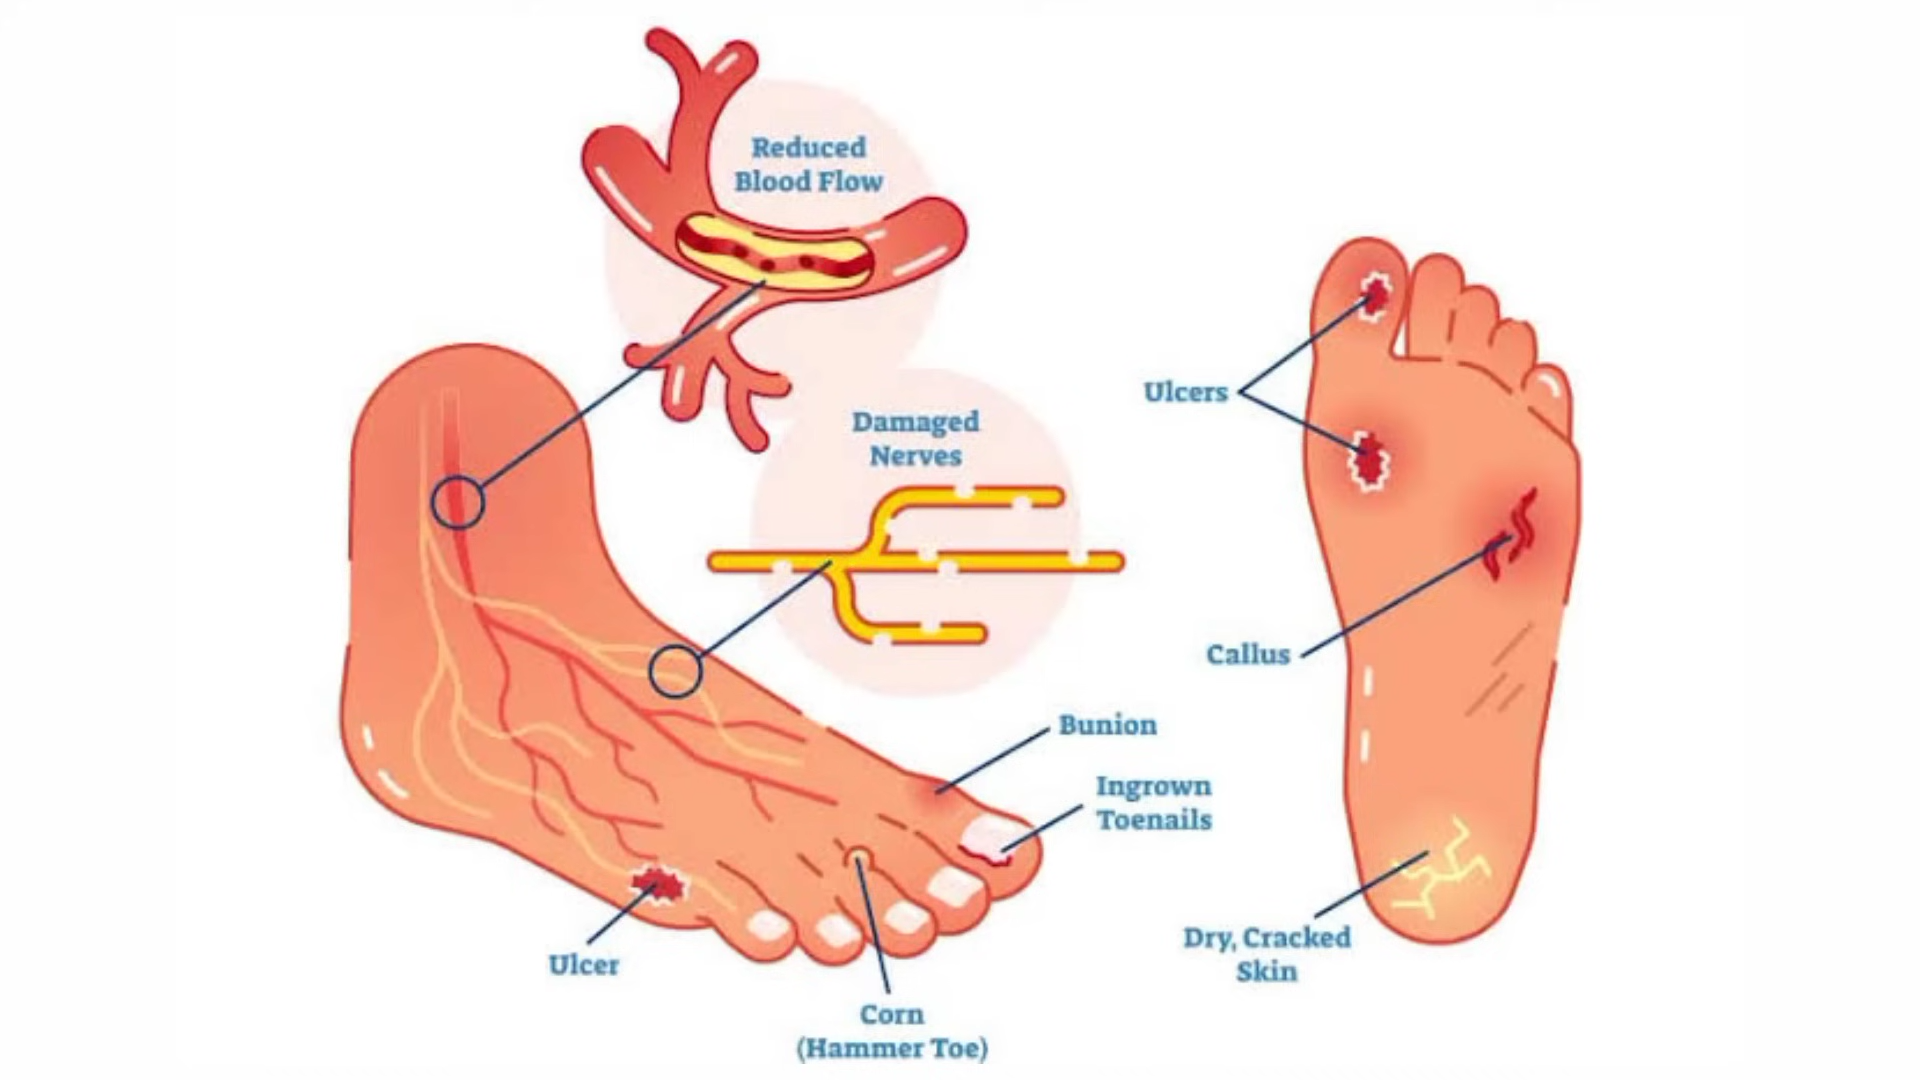 Reduced
Blood Flow
Damaged
Nerves
Ulcers
Callus
Bunion
Ingrown
Toenails
Dry, Cracked
Skin
Ulcer
Corn
(Hammer Toe)